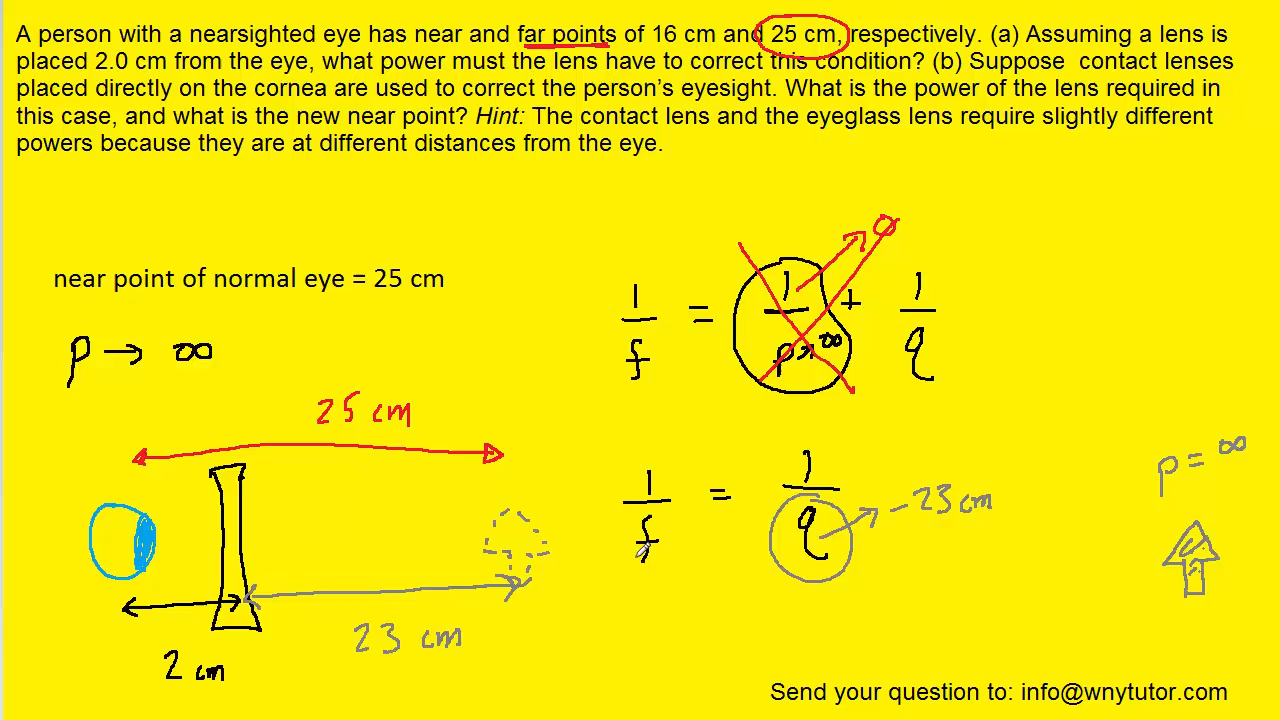 A person with a nearsighted eye has near and far points of 16 cm and 25 cm, respectively. (a) Assuming a lens is
placed 2.0 cm from the eye, what power must the lens have to correct this condition? (b) Suppose  contact lenses
placed directly on the cornea are used to correct the person's eyesight. What is the power of the lens required in
this case, and what is the new near point? Hint: The contact lens and the eyeglass lens require slightly different
powers because they are at different distances from the eye.
near point of normal eye = 25 cm
1/f = 1/p→∞ + 1/q
0
p → ∞
25 cm
1/f = 1/q
-23 cm
p = ∞
23 cm
2 cm
Send your question to: info@wnytutor.com